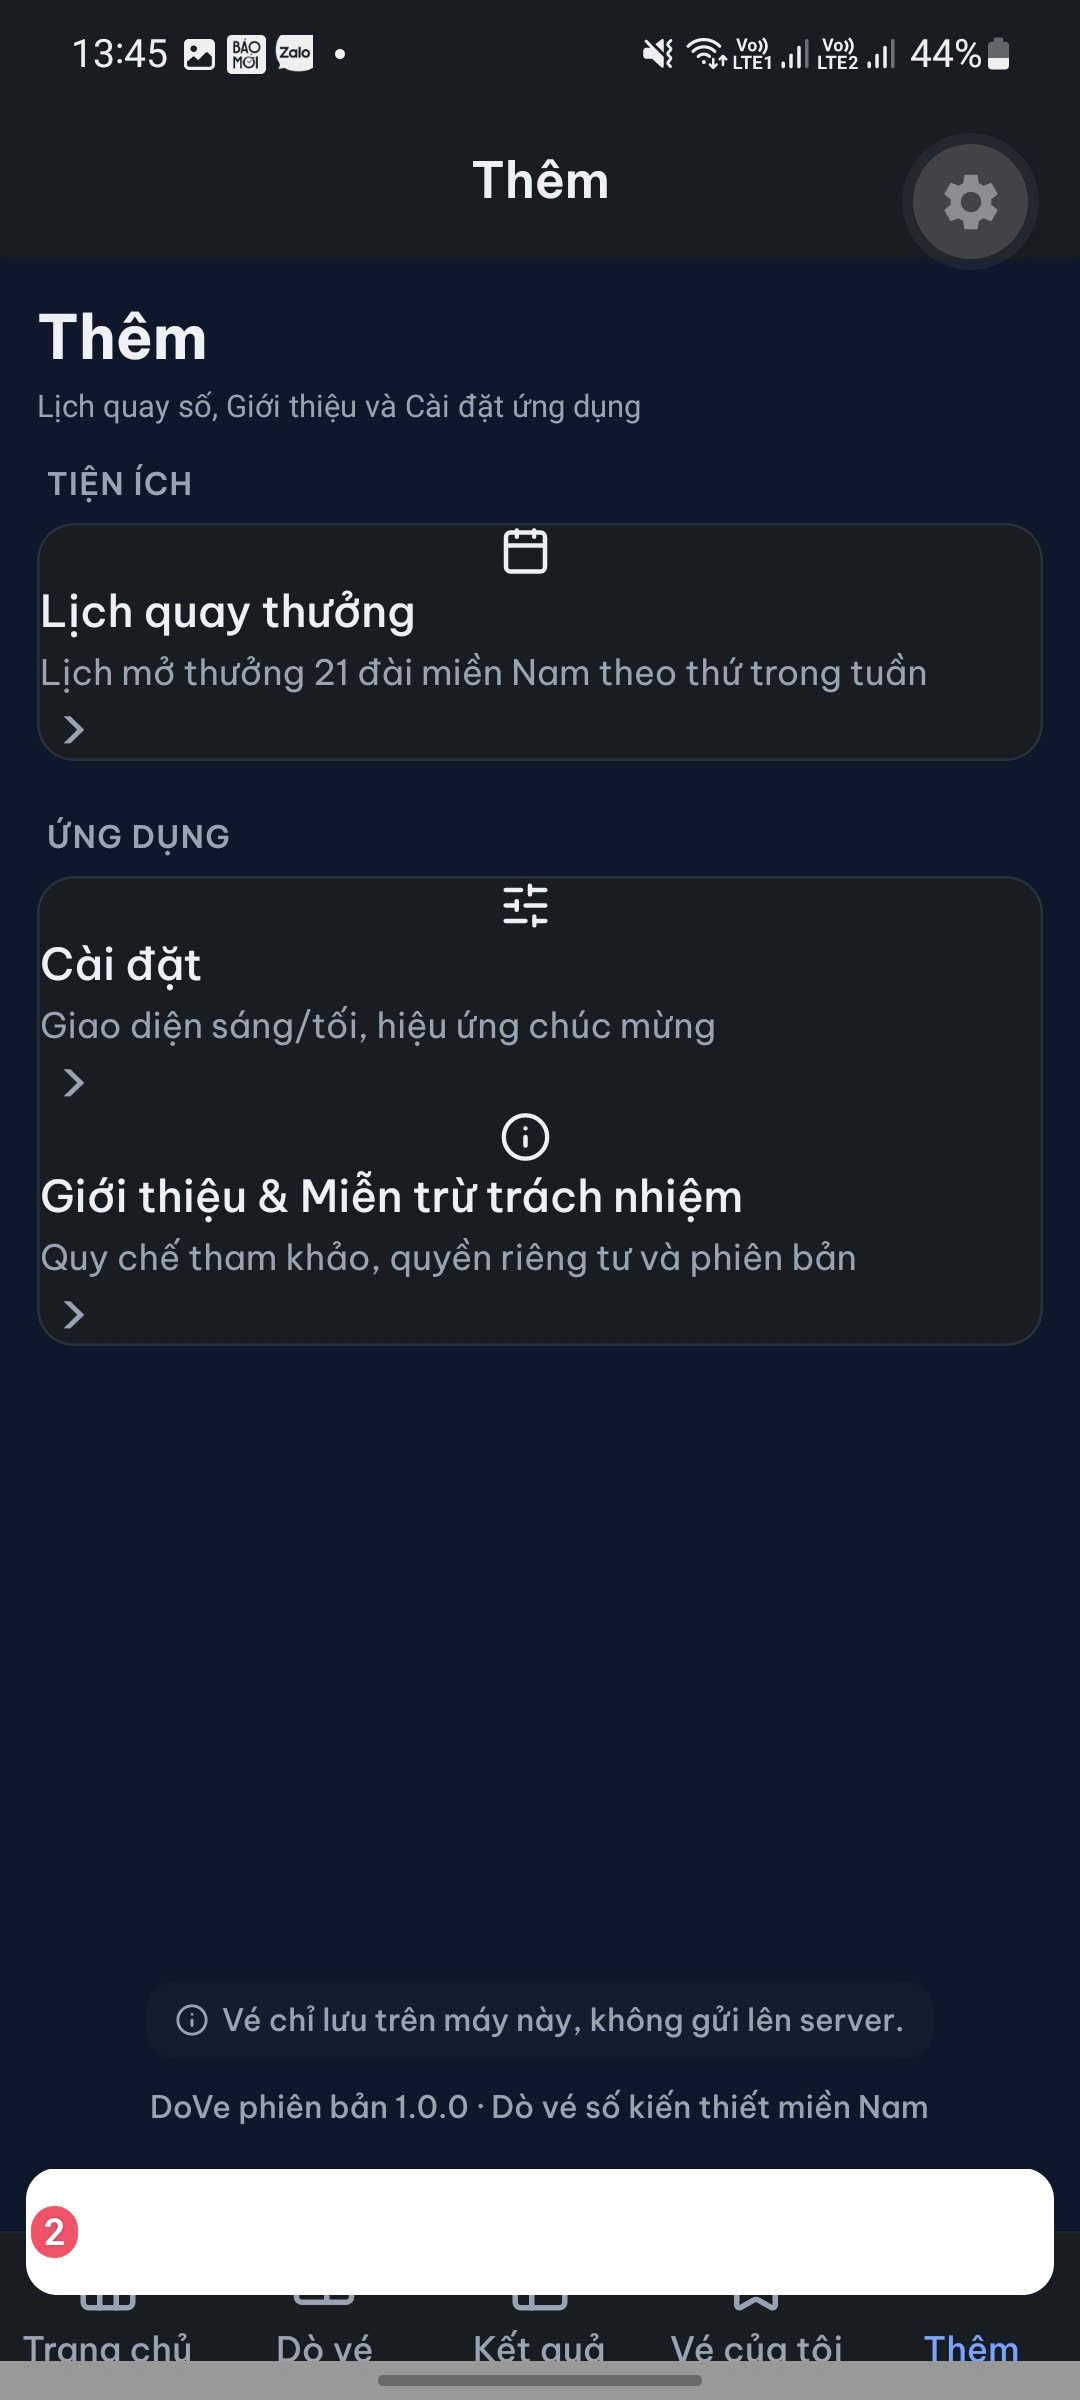 13:45
BÁO MỚI
Zalo
Vo)) LTE1
Vo)) LTE2
44%
Thêm
Thêm
Lịch quay số, Giới thiệu và Cài đặt ứng dụng
TIỆN ÍCH
Lịch quay thưởng
Lịch mở thưởng 21 đài miền Nam theo thứ trong tuần
ỨNG DỤNG
Cài đặt
Giao diện sáng/tối, hiệu ứng chúc mừng
Giới thiệu & Miễn trừ trách nhiệm
Quy chế tham khảo, quyền riêng tư và phiên bản
Vé chỉ lưu trên máy này, không gửi lên server.
DoVe phiên bản 1.0.0 · Dò vé số kiến thiết miền Nam
2
Trang chủ
Dò vé
Kết quả
Vé của tôi
Thêm